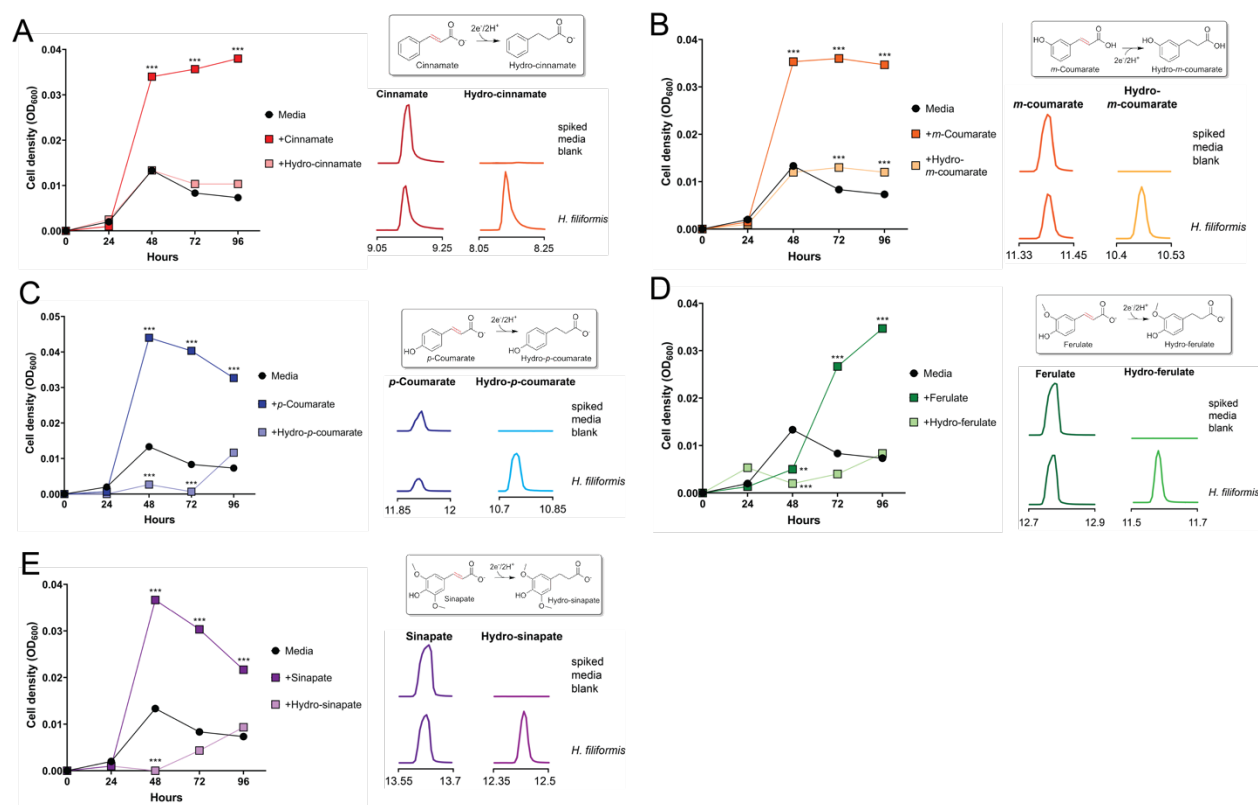 A
Cell density (OD600)
0.04
0.03
0.02
0.01
0.00
0
24
48
72
96
Hours
***
***
***
Media
+Cinnamate
+Hydro-cinnamate
O
O-
2e-/2H+
O
O-
Cinnamate
Hydro-cinnamate
Cinnamate
Hydro-cinnamate
spiked
media
blank
H. filiformis
9.05
9.25
8.05
8.25
B
Cell density (OD600)
0.04
0.03
0.02
0.01
0.00
0
24
48
72
96
Hours
***
***
***
***
***
Media
+m-Coumarate
+Hydro-
m-coumarate
HO
O
OH
2e-/2H+
HO
O
OH
m-Coumarate
Hydro-m-coumarate
m-coumarate
Hydro-
m-coumarate
spiked
media
blank
H. filiformis
11.33
11.45
10.4
10.53
C
Cell density (OD600)
0.05
0.04
0.03
0.02
0.01
0.00
0
24
48
72
96
Hours
***
***
***
***
***
Media
+p-Coumarate
+Hydro-p-coumarate
HO
O
O-
2e-/2H+
HO
O
O-
p-Coumarate
Hydro-p-coumarate
p-Coumarate
Hydro-p-coumarate
spiked
media
blank
H. filiformis
11.85
12
10.7
10.85
D
Cell density (OD600)
0.04
0.03
0.02
0.01
0.00
0
24
48
72
96
Hours
**
***
***
***
Media
+Ferulate
+Hydro-ferulate
O
HO
O
O-
2e-/2H+
O
HO
O
O-
Ferulate
Hydro-ferulate
Ferulate
Hydro-ferulate
spiked
media
blank
H. filiformis
12.7
12.9
11.5
11.7
E
Cell density (OD600)
0.04
0.03
0.02
0.01
0.00
0
24
48
72
96
Hours
***
***
***
***
Media
+Sinapate
+Hydro-sinapate
O
HO
O
O
O-
2e-/2H+
O
HO
O
O
O-
Sinapate
Hydro-sinapate
Sinapate
Hydro-sinapate
spiked
media
blank
H. filiformis
13.55
13.7
12.35
12.5